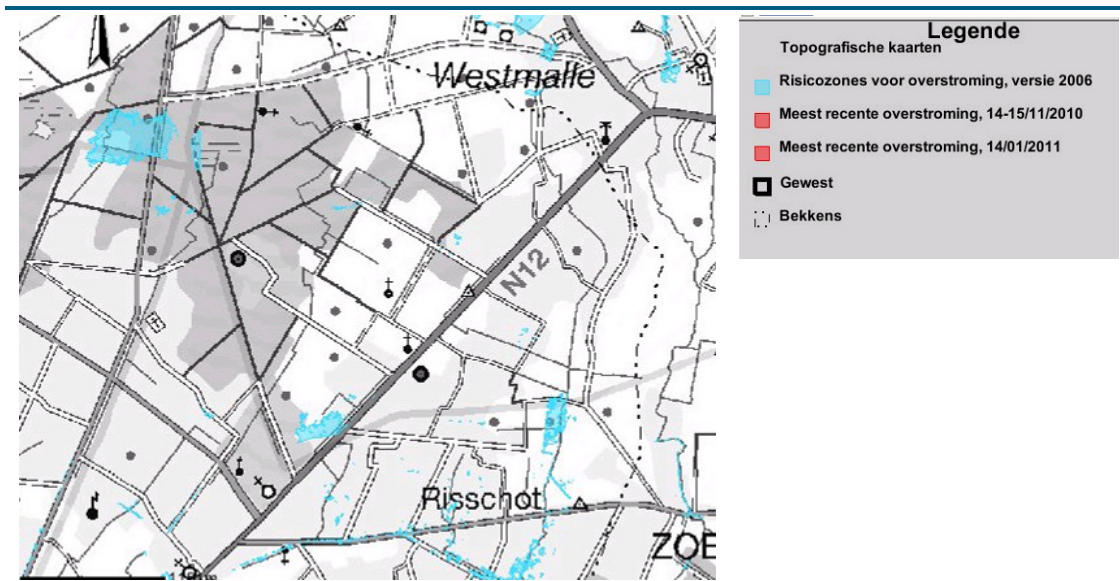 Westmalle
N12
Risschot
ZOE
Legende
Topografische kaarten
Risicozones voor overstroming, versie 2006
Meest recente overstroming, 14-15/11/2010
Meest recente overstroming, 14/01/2011
Gewest
Bekkens